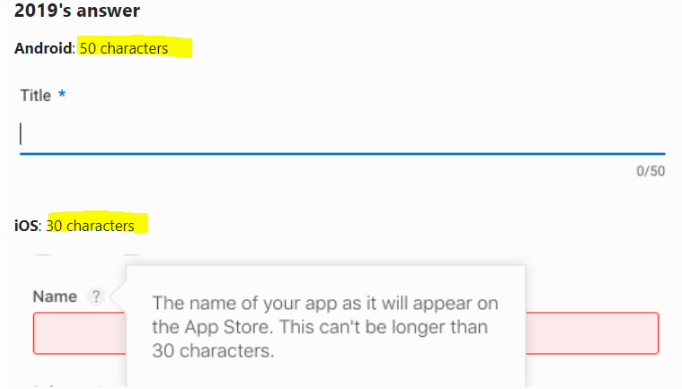 2019's answer
Android: 50 characters
Title *
0/50
iOS: 30 characters
Name ?
The name of your app as it will appear on
the App Store. This can't be longer than
30 characters.